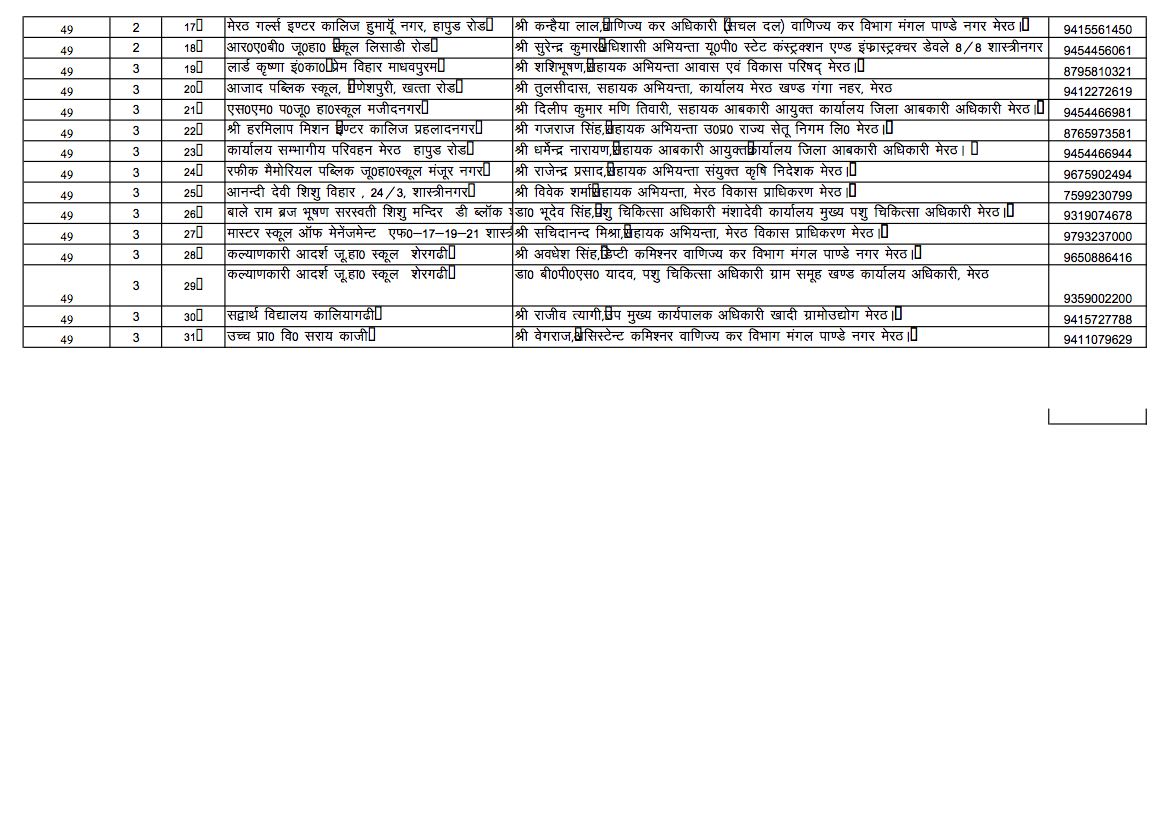 49 2 17 मेरठ गर्ल्स इण्टर कालिज हुमायूॅ नगर, हापुड रोड श्री कन्हैया लाल,वाणिज्य कर अधिकारी (सचल दल) वाणिज्य कर विभाग मंगल पाण्डे नगर मेरठ। 9415561450
49 2 18 आर0ए0बी0 जू0हा0 स्कूल लिसाडी रोड श्री सुरेन्द्र कुमार अधिशासी अभियन्ता यू0पी0 स्टेट कंस्ट्रक्शन एण्ड इंफ्रास्ट्रक्चर डेवले 8/8 शास्त्रीनगर 9454456061
49 3 19 लार्ड कृष्णा इं0का0 प्रेम विहार माधवपुरम श्री शशिभूषण,सहायक अभियन्ता आवास एवं विकास परिषद् मेरठ। 8795810321
49 3 20 आजाद पब्लिक स्कूल, गणेशपुरी, खत्ता रोड श्री तुलसीदास, सहायक अभियन्ता, कार्यालय मेरठ खण्ड गंगा नहर, मेरठ 9412272619
49 3 21 एस0एम0 प0जू0 हा0स्कूल मजीदनगर श्री दिलीप कुमार मणि तिवारी, सहायक आबकारी आयुक्त कार्यालय जिला आबकारी अधिकारी मेरठ। 9454466981
49 3 22 श्री हरमिलाप मिशन इण्टर कालिज प्रहलादनगर श्री गजराज सिंह,सहायक अभियन्ता उ0प्र0 राज्य सेतू निगम लि0 मेरठ। 8765973581
49 3 23 कार्यालय सम्भागीय परिवहन मेरठ हापुड रोड श्री धर्मेन्द्र नारायण,सहायक आबकारी आयुक्त कार्यालय जिला आबकारी अधिकारी मेरठ। 9454466944
49 3 24 रफीक मैमोरियल पब्लिक जू0हा0स्कूल मंजूर नगर श्री राजेन्द्र प्रसाद,सहायक अभियन्ता संयुक्त कृषि निदेशक मेरठ। 9675902494
49 3 25 आनन्दी देवी शिशु विहार , 24/3, शास्त्रीनगर श्री विवेक शर्मा सहायक अभियन्ता, मेरठ विकास प्राधिकरण मेरठ। 7599230799
49 3 26 बाले राम ब्रज भूषण सरस्वती शिशु मन्दिर डी ब्लॉक डा0 भूदेव सिंह,पशु चिकित्सा अधिकारी मंशादेवी कार्यालय मुख्य पशु चिकित्सा अधिकारी मेरठ। 9319074678
49 3 27 मास्टर स्कूल ऑफ मेनेंजमेन्ट एफ0–17–19–21 शास्त्र श्री सचिदानन्द मिश्रा,सहायक अभियन्ता, मेरठ विकास प्राधिकरण मेरठ। 9793237000
49 3 28 कल्याणकारी आदर्श जू.हा0 स्कूल शेरगढी श्री अवधेश सिंह,डिप्टी कमिश्नर वाणिज्य कर विभाग मंगल पाण्डे नगर मेरठ। 9650886416
49 3 29 कल्याणकारी आदर्श जू.हा0 स्कूल शेरगढी डा0 बी0पी0एस0 यादव, पशु चिकित्सा अधिकारी ग्राम समूह खण्ड कार्यालय अधिकारी, मेरठ 9359002200
49 3 30 सद्वार्थ विद्यालय कालियागढी श्री राजीव त्यागी,उप मुख्य कार्यपालक अधिकारी खादी ग्रामोउद्योग मेरठ। 9415727788
49 3 31 उच्च प्रा0 वि0 सराय काजी श्री वेगराज,असिस्टेन्ट कमिश्नर वाणिज्य कर विभाग मंगल पाण्डे नगर मेरठ। 9411079629